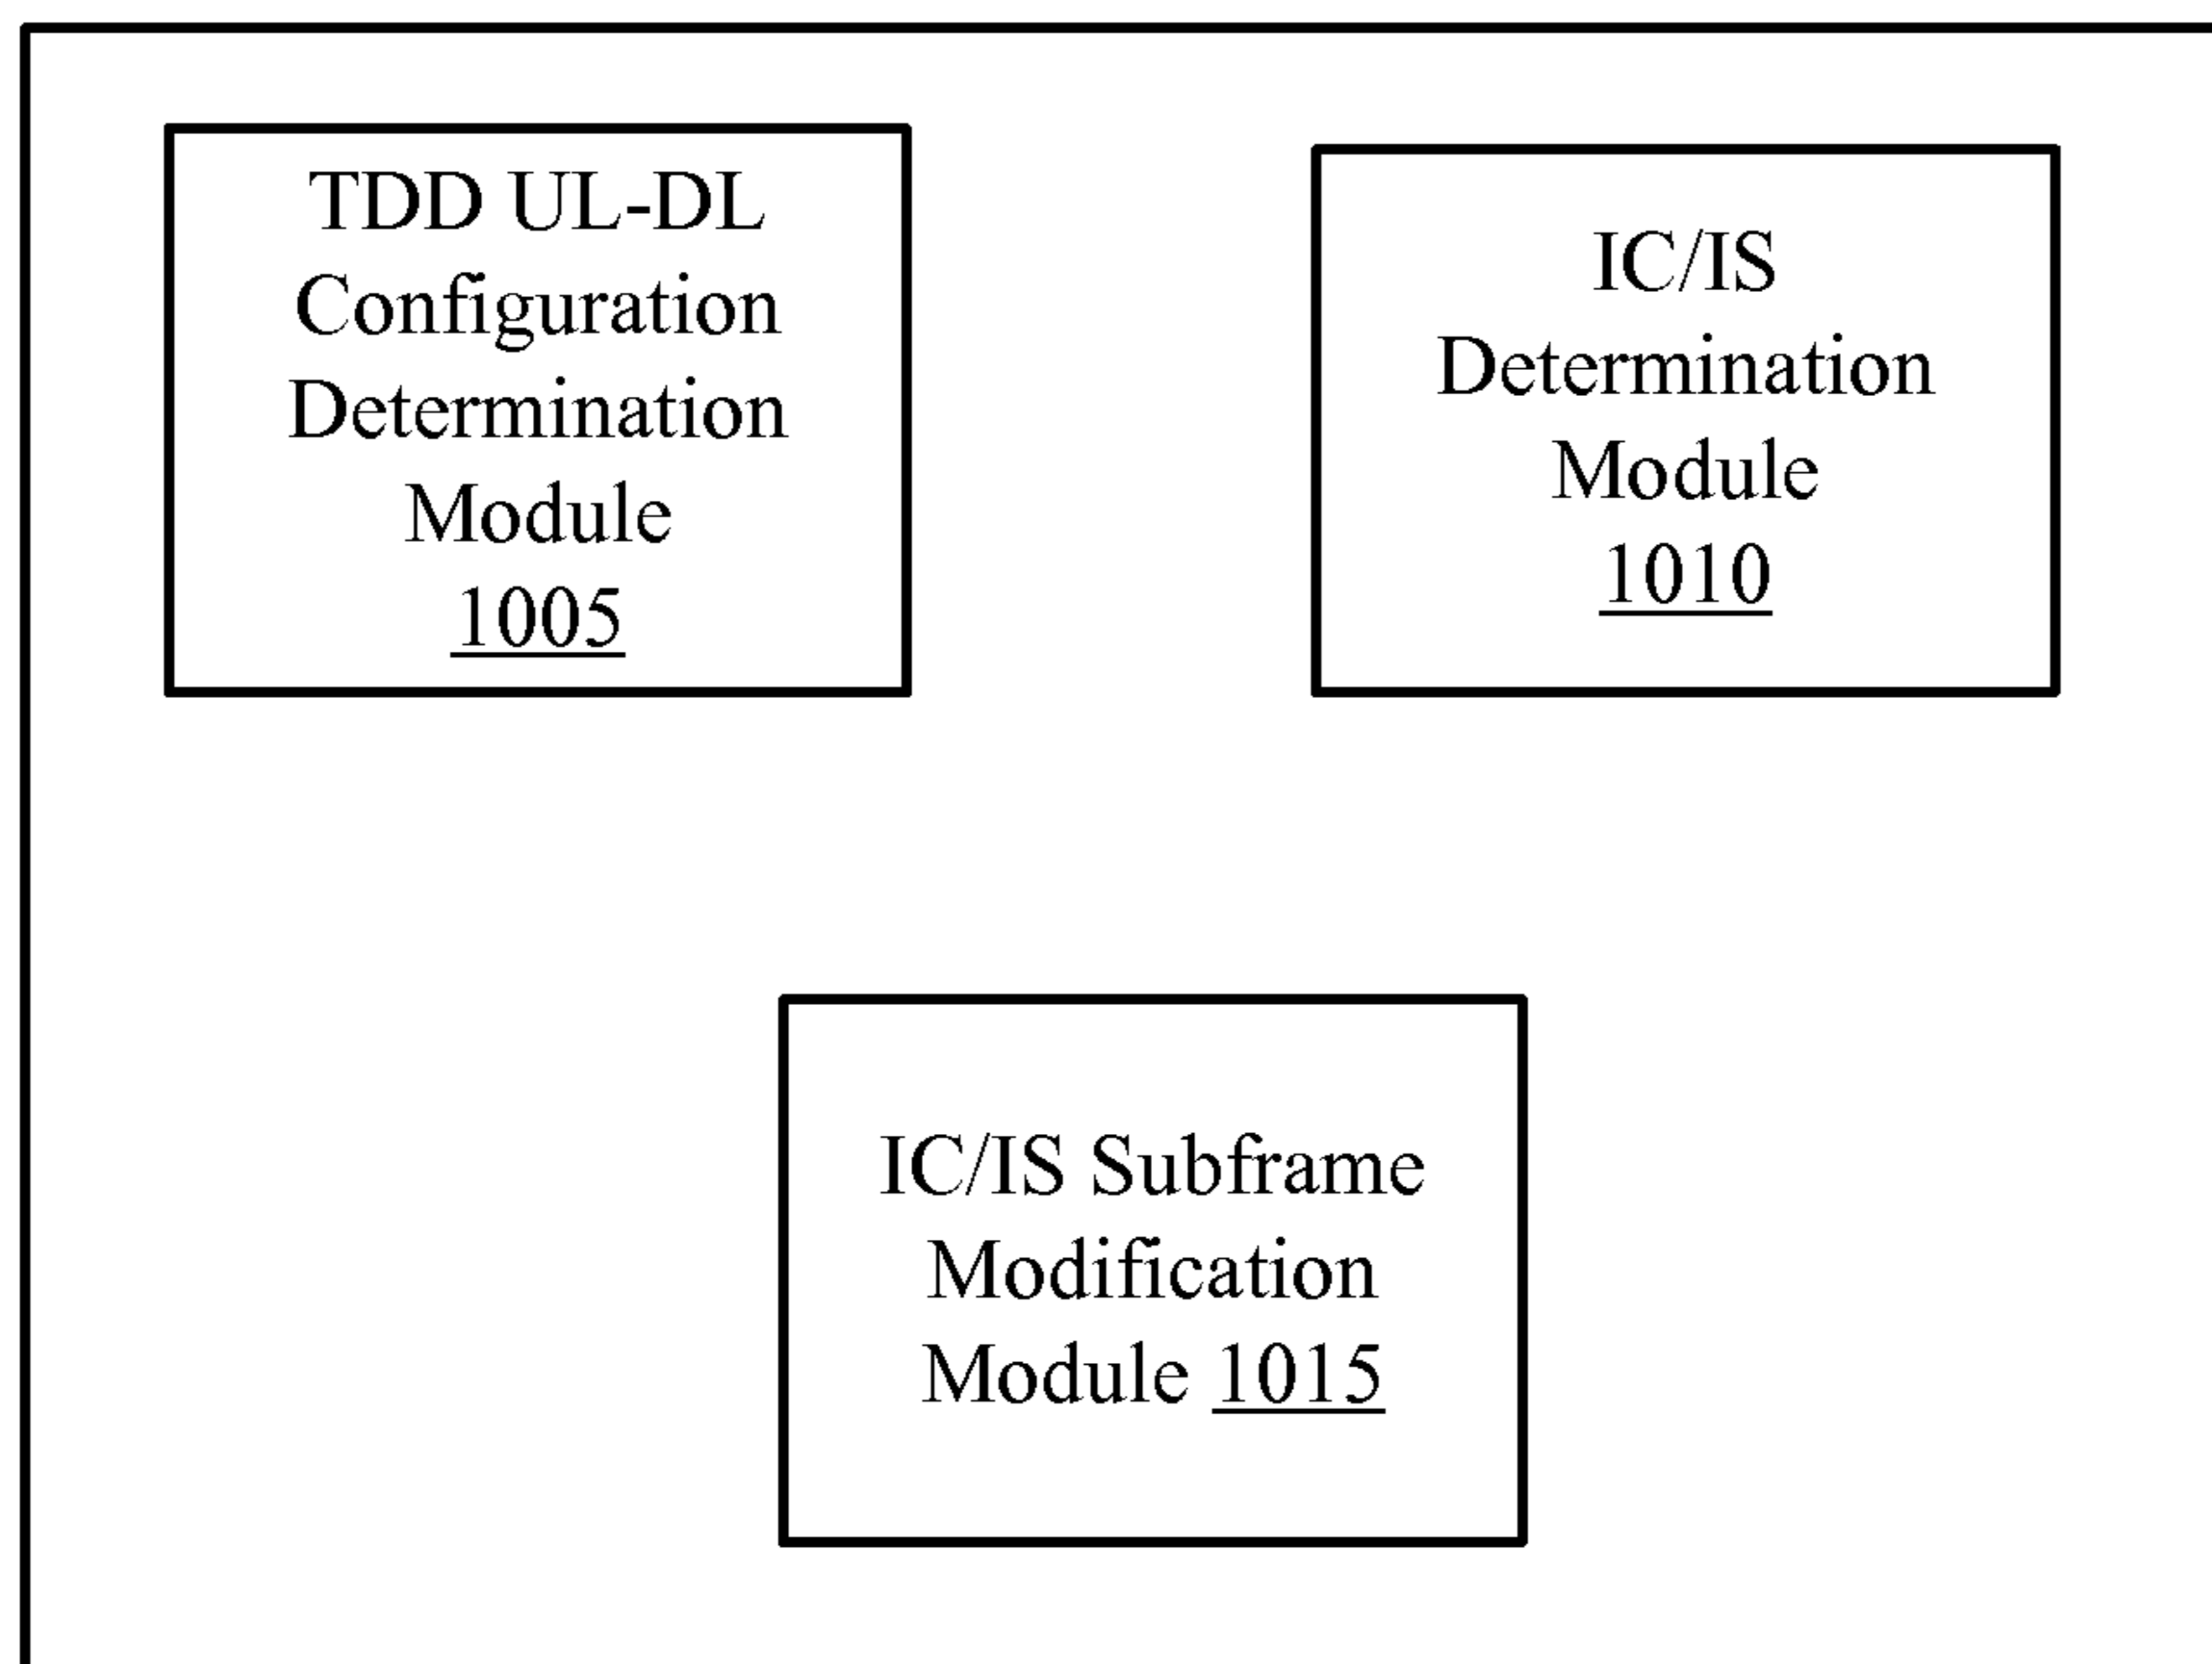 TDD UL-DL
Configuration
Determination
Module
1005
IC/IS
Determination
Module
1010
IC/IS Subframe
Modification
Module 1015